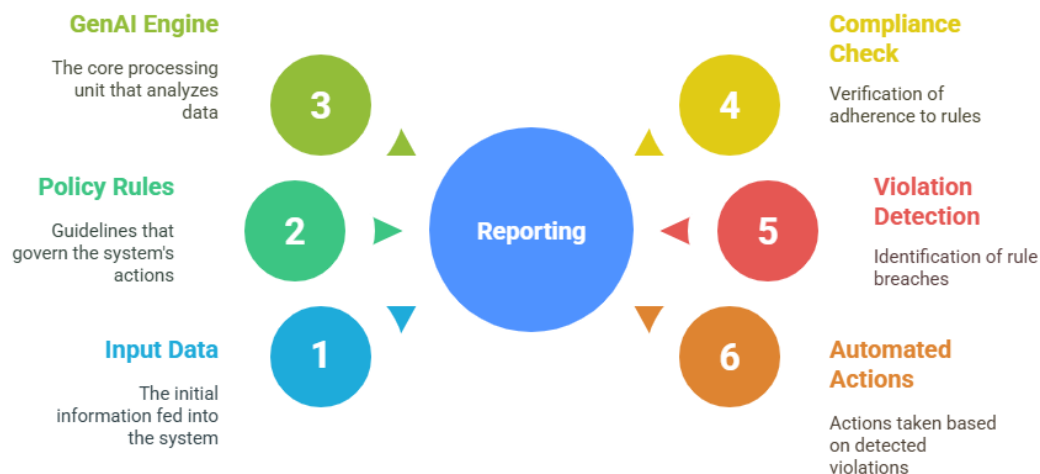 GenAI Engine
The core processing
unit that analyzes
data
3
Policy Rules
Guidelines that
govern the system's
actions
2
Input Data
The initial
information fed into
the system
1
Reporting
Compliance
Check
Verification of
adherence to rules
4
Violation
Detection
Identification of rule
breaches
5
Automated
Actions
Actions taken based
on detected
violations
6